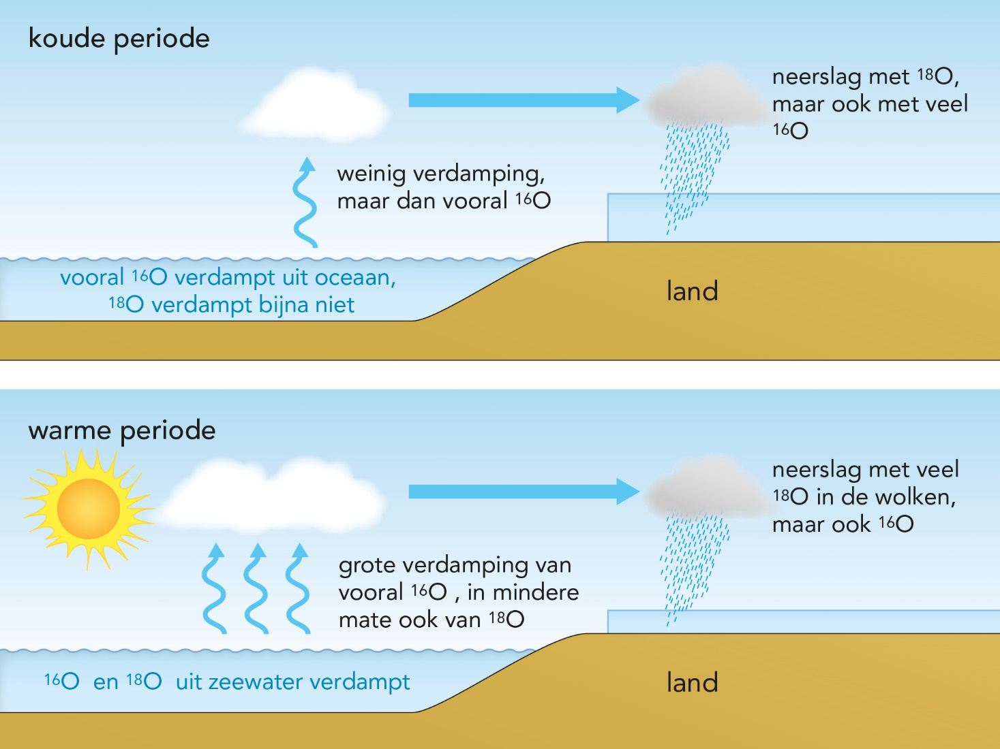 koude periode
neerslag met ¹⁸O,
maar ook met veel
¹⁶O
weinig verdamping,
maar dan vooral ¹⁶O
vooral ¹⁶O verdampt uit oceaan,
¹⁸O verdampt bijna niet
land
warme periode
neerslag met veel
¹⁸O in de wolken,
maar ook ¹⁶O
grote verdamping van
vooral ¹⁶O , in mindere
mate ook van ¹⁸O
¹⁶O en ¹⁸O uit zeewater verdampt
land